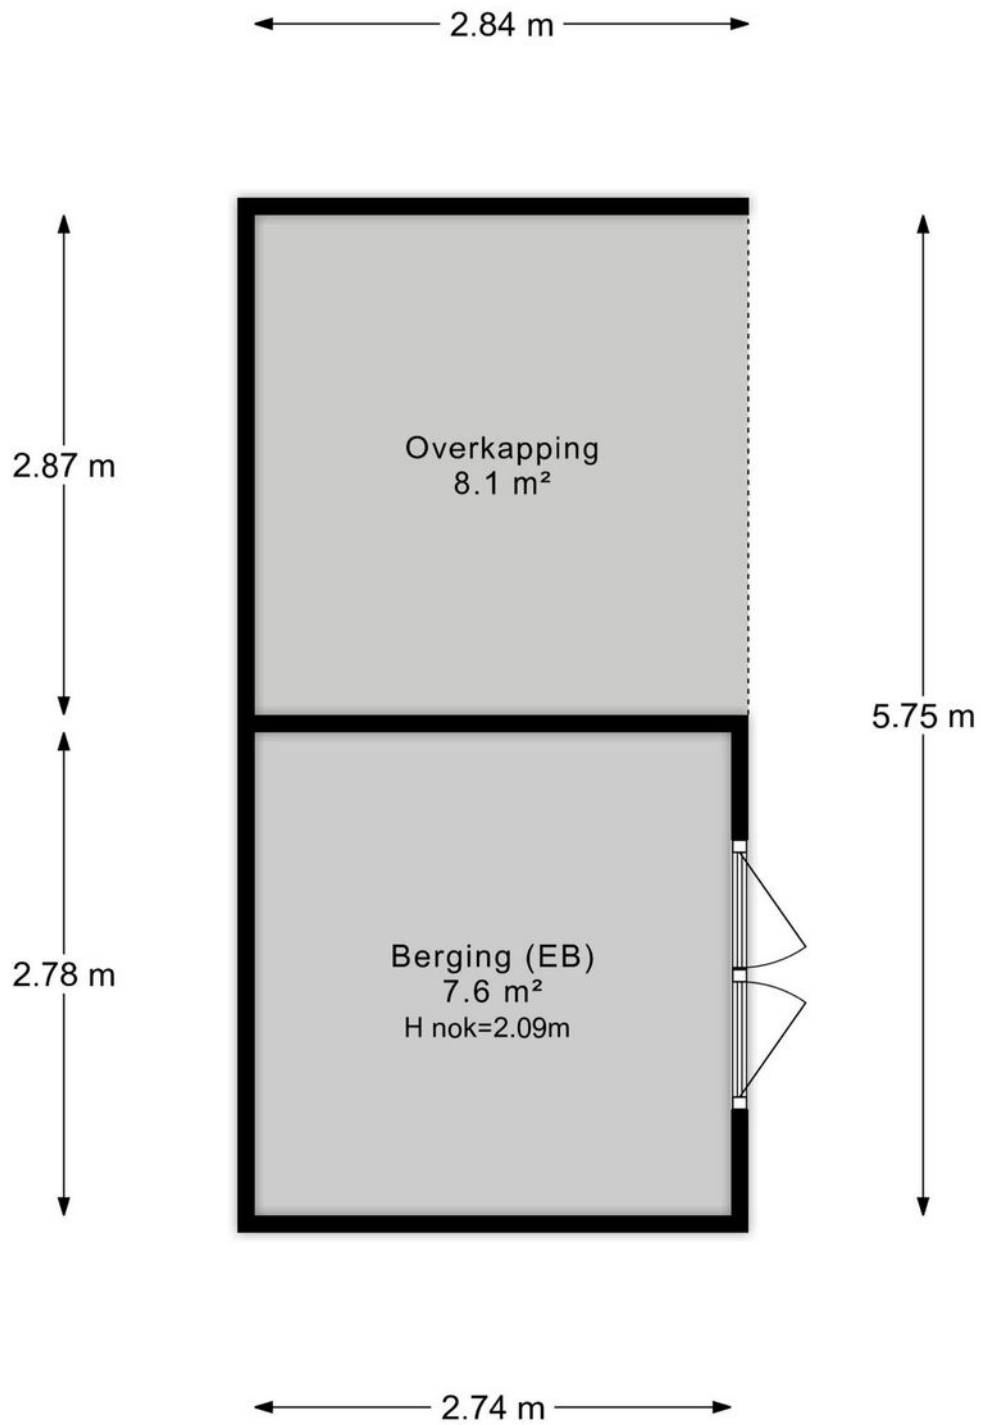 2.84 m
Overkapping
8.1 m²
2.87 m
5.75 m
Berging (EB)
7.6 m²
H nok=2.09m
2.78 m
2.74 m